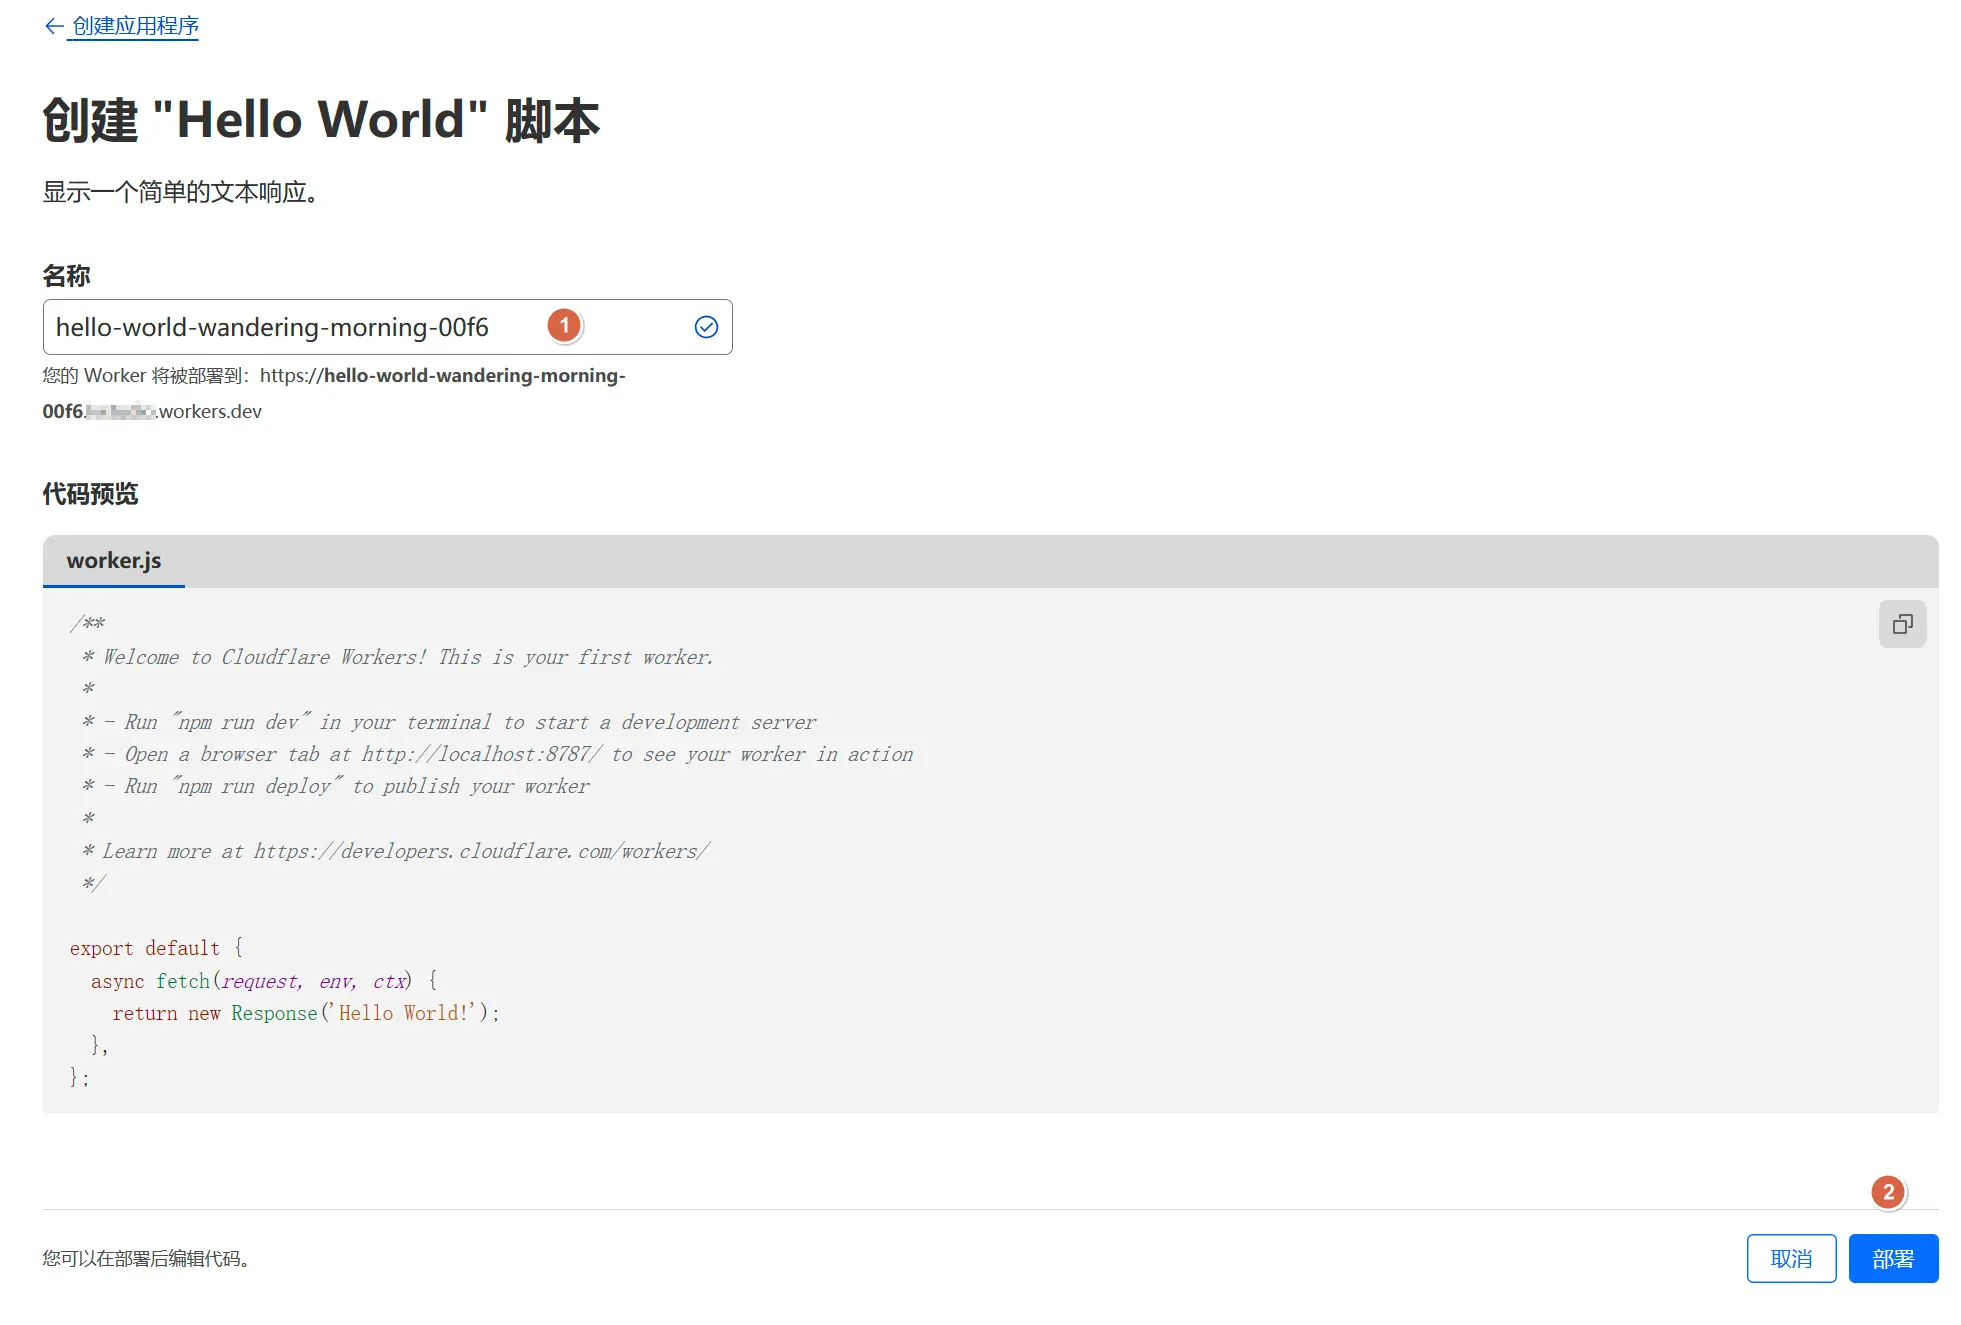 创建应用程序
创建 "Hello World" 脚本
显示一个简单的文本响应。
名称
hello-world-wandering-morning-00f6
1
您的 Worker 将被部署到：https://hello-world-wandering-morning-
00f6. .workers.dev
代码预览
worker.js
/**
 * Welcome to Cloudflare Workers! This is your first worker.
 *
 * - Run "npm run dev" in your terminal to start a development server
 * - Open a browser tab at http://localhost:8787/ to see your worker in action
 * - Run "npm run deploy" to publish your worker
 *
 * Learn more at https://developers.cloudflare.com/workers/
 */
export default {
  async fetch(request, env, ctx) {
    return new Response('Hello World!');
  },
};
2
您可以在部署后编辑代码。
取消
部署